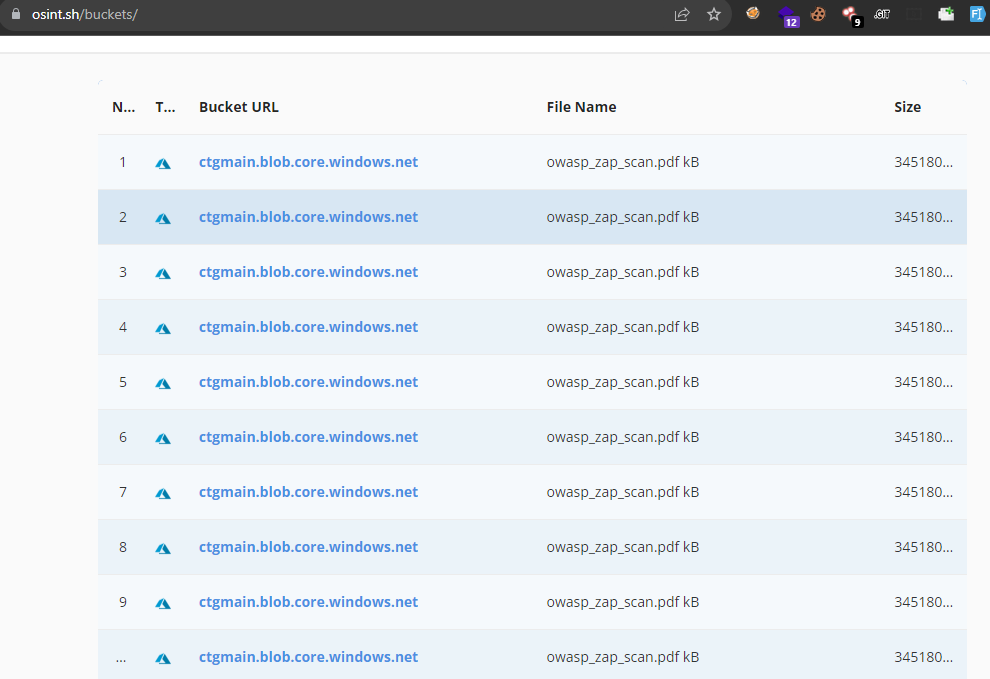 osint.sh/buckets/
12
9
.GIT
N... T... Bucket URL File Name Size
1 ctgmain.blob.core.windows.net owasp_zap_scan.pdf kB 345180...
2 ctgmain.blob.core.windows.net owasp_zap_scan.pdf kB 345180...
3 ctgmain.blob.core.windows.net owasp_zap_scan.pdf kB 345180...
4 ctgmain.blob.core.windows.net owasp_zap_scan.pdf kB 345180...
5 ctgmain.blob.core.windows.net owasp_zap_scan.pdf kB 345180...
6 ctgmain.blob.core.windows.net owasp_zap_scan.pdf kB 345180...
7 ctgmain.blob.core.windows.net owasp_zap_scan.pdf kB 345180...
8 ctgmain.blob.core.windows.net owasp_zap_scan.pdf kB 345180...
9 ctgmain.blob.core.windows.net owasp_zap_scan.pdf kB 345180...
... ctgmain.blob.core.windows.net owasp_zap_scan.pdf kB 345180...